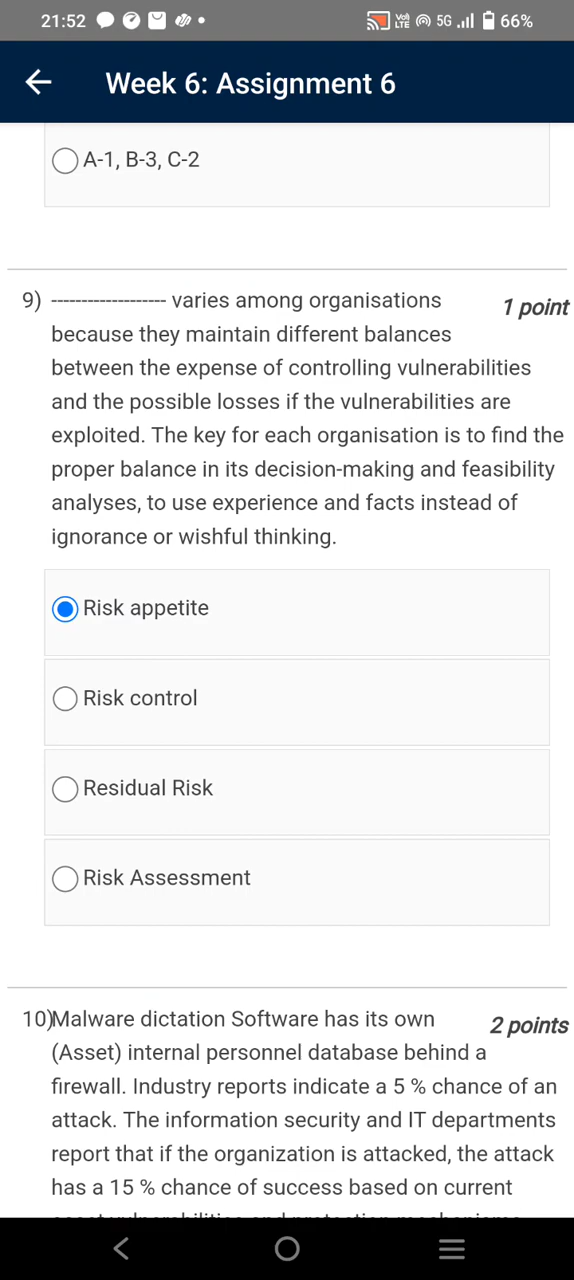 21:52
Vo) LTE 5G 66%
Week 6: Assignment 6
A-1, B-3, C-2
9) ------------------- varies among organisations
1 point
because they maintain different balances
between the expense of controlling vulnerabilities
and the possible losses if the vulnerabilities are
exploited. The key for each organisation is to find the
proper balance in its decision-making and feasibility
analyses, to use experience and facts instead of
ignorance or wishful thinking.
Risk appetite
Risk control
Residual Risk
Risk Assessment
10)Malware dictation Software has its own
2 points
(Asset) internal personnel database behind a
firewall. Industry reports indicate a 5 % chance of an
attack. The information security and IT departments
report that if the organization is attacked, the attack
has a 15 % chance of success based on current